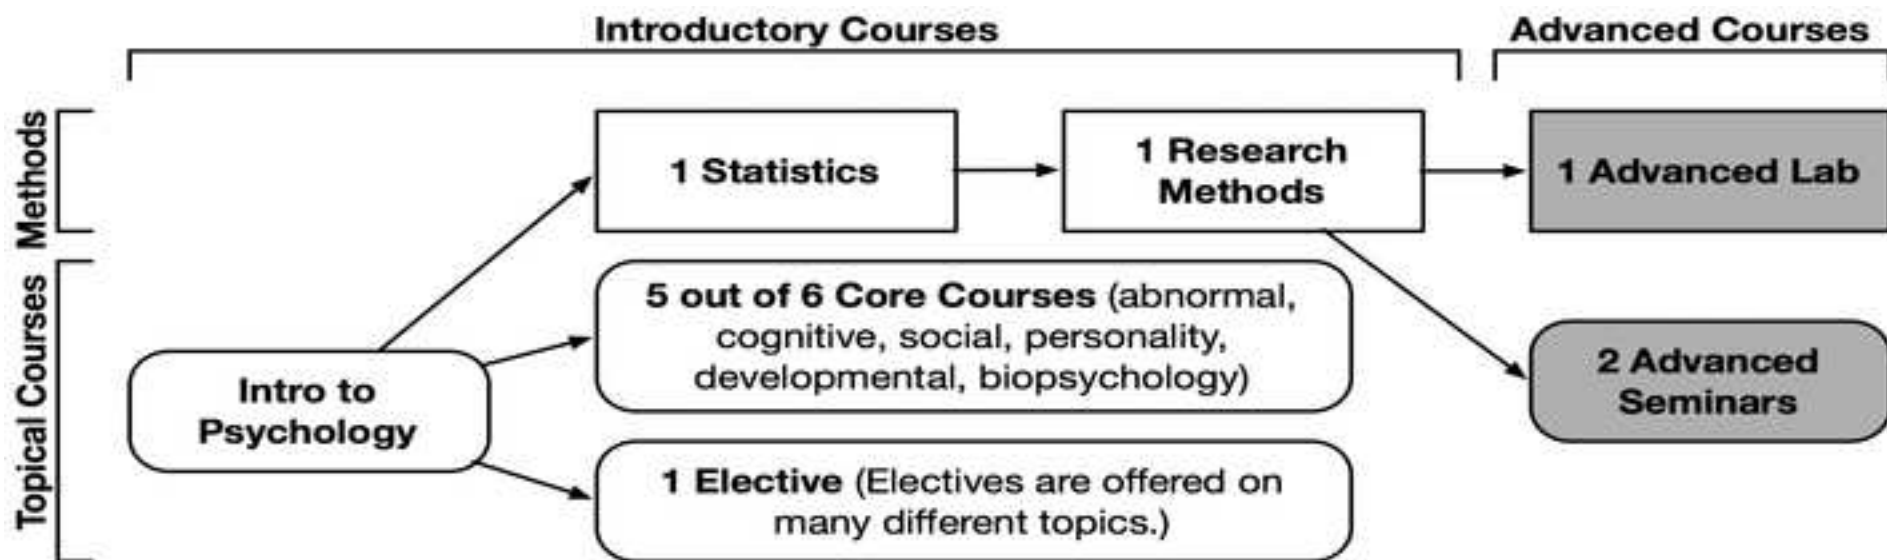 Introductory Courses
Advanced Courses
Methods
1 Statistics
1 Research
Methods
1 Advanced Lab
Topical Courses
Intro to
Psychology
5 out of 6 Core Courses (abnormal,
cognitive, social, personality,
developmental, biopsychology)
1 Elective (Electives are offered on
many different topics.)
2 Advanced
Seminars